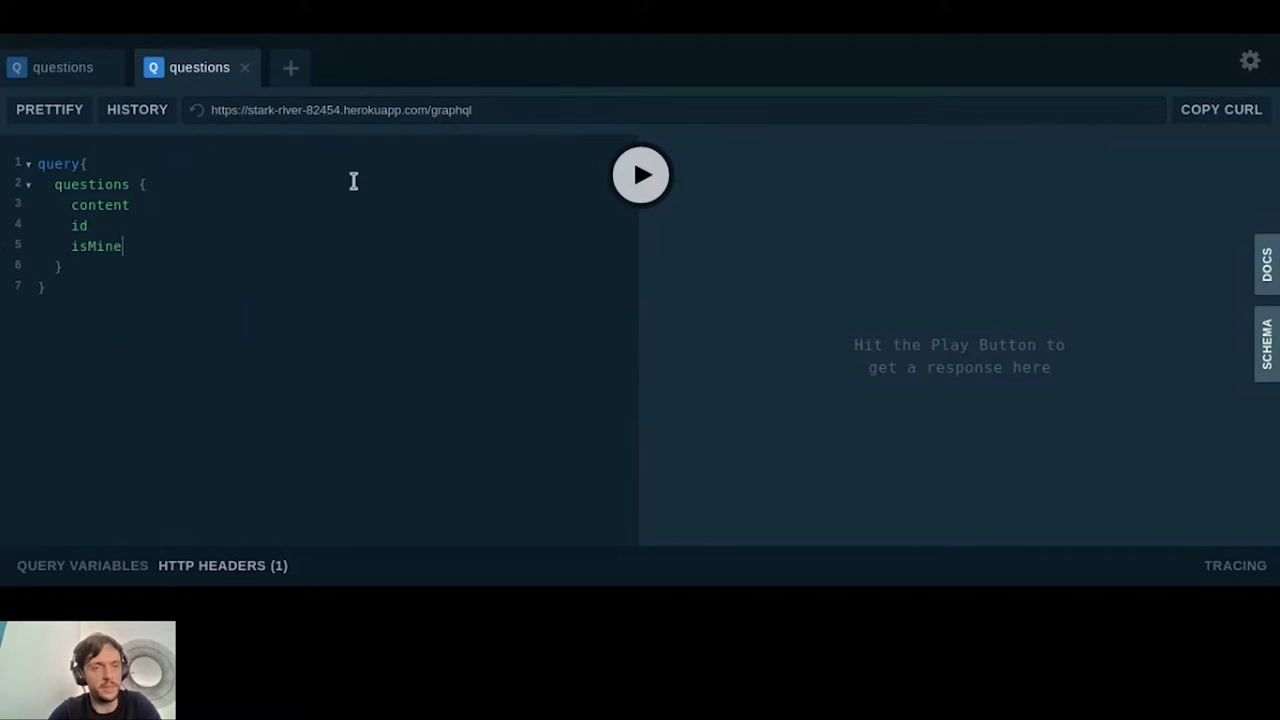 Q questions
Q questions
PRETTIFY HISTORY https://stark-river-82454.herokuapp.com/graphql COPY CURL
1 query{
2 questions {
3 content
4 id
5 isMine
6 }
7 }
Hit the Play Button to
get a response here
DOCS
SCHEMA
QUERY VARIABLES HTTP HEADERS (1) TRACING